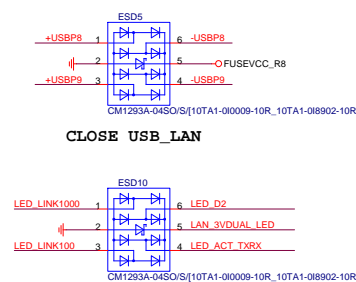 ESD5
+USBP8 1 6 -USBP8
2 5 FUSEVCC_R8
+USBP9 3 4 -USBP9
CM1293A-04SO/S/[10TA1-0I0009-10R_10TA1-0I8902-10R
CLOSE USB_LAN
ESD10
LED_LINK1000 1 6 LED_D2
2 5 LAN_3VDUAL_LED
LED_LINK100 3 4 LED_ACT_TXRX
CM1293A-04SO/S/[10TA1-0I0009-10R_10TA1-0I8902-10R